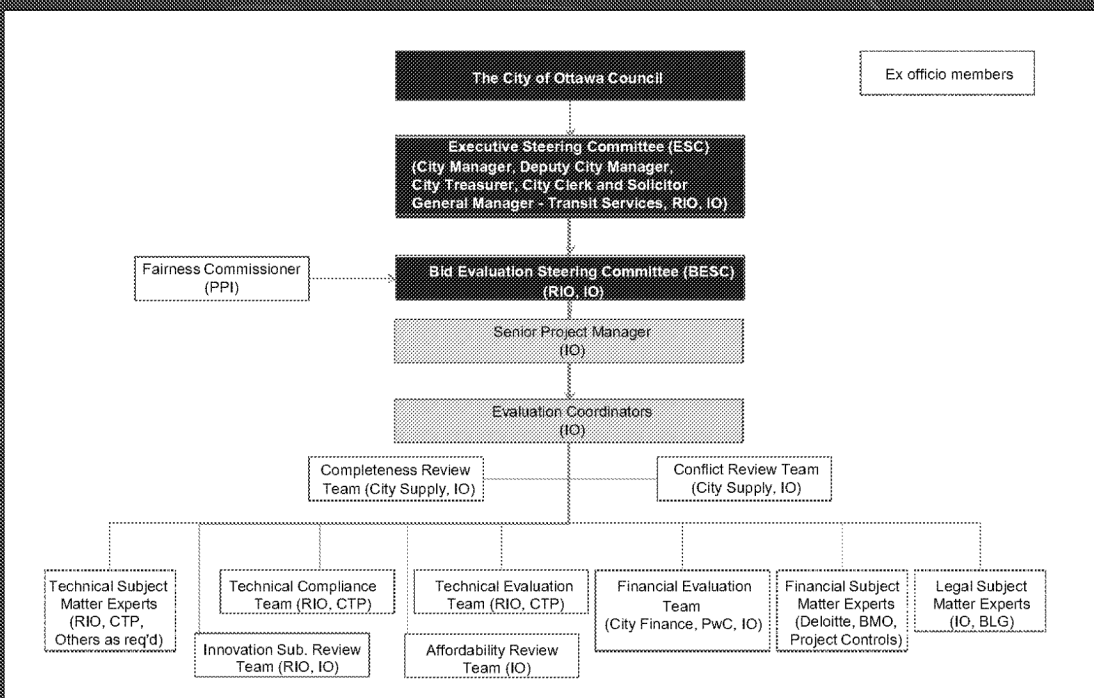 The City of Ottawa Council
Ex officio members
Executive Steering Committee (ESC)
(City Manager, Deputy City Manager,
City Treasurer, City Clerk and Solicitor
General Manager - Transit Services, RIO, IO)
Fairness Commissioner
(PPI)
Bid Evaluation Steering Committee (BESC)
(RIO, IO)
Senior Project Manager
(IO)
Evaluation Coordinators
(IO)
Completeness Review
Team (City Supply, IO)
Conflict Review Team
(City Supply, IO)
Technical Subject
Matter Experts
(RIO, CTP,
Others as req'd)
Technical Compliance
Team (RIO, CTP)
Technical Evaluation
Team (RIO, CTP)
Financial Evaluation
Team
(City Finance, PwC, IO)
Financial Subject
Matter Experts
(Deloitte, BMO,
Project Controls)
Legal Subject
Matter Experts
(IO, BLG)
Innovation Sub. Review
Team (RIO, IO)
Affordability Review
Team (IO)